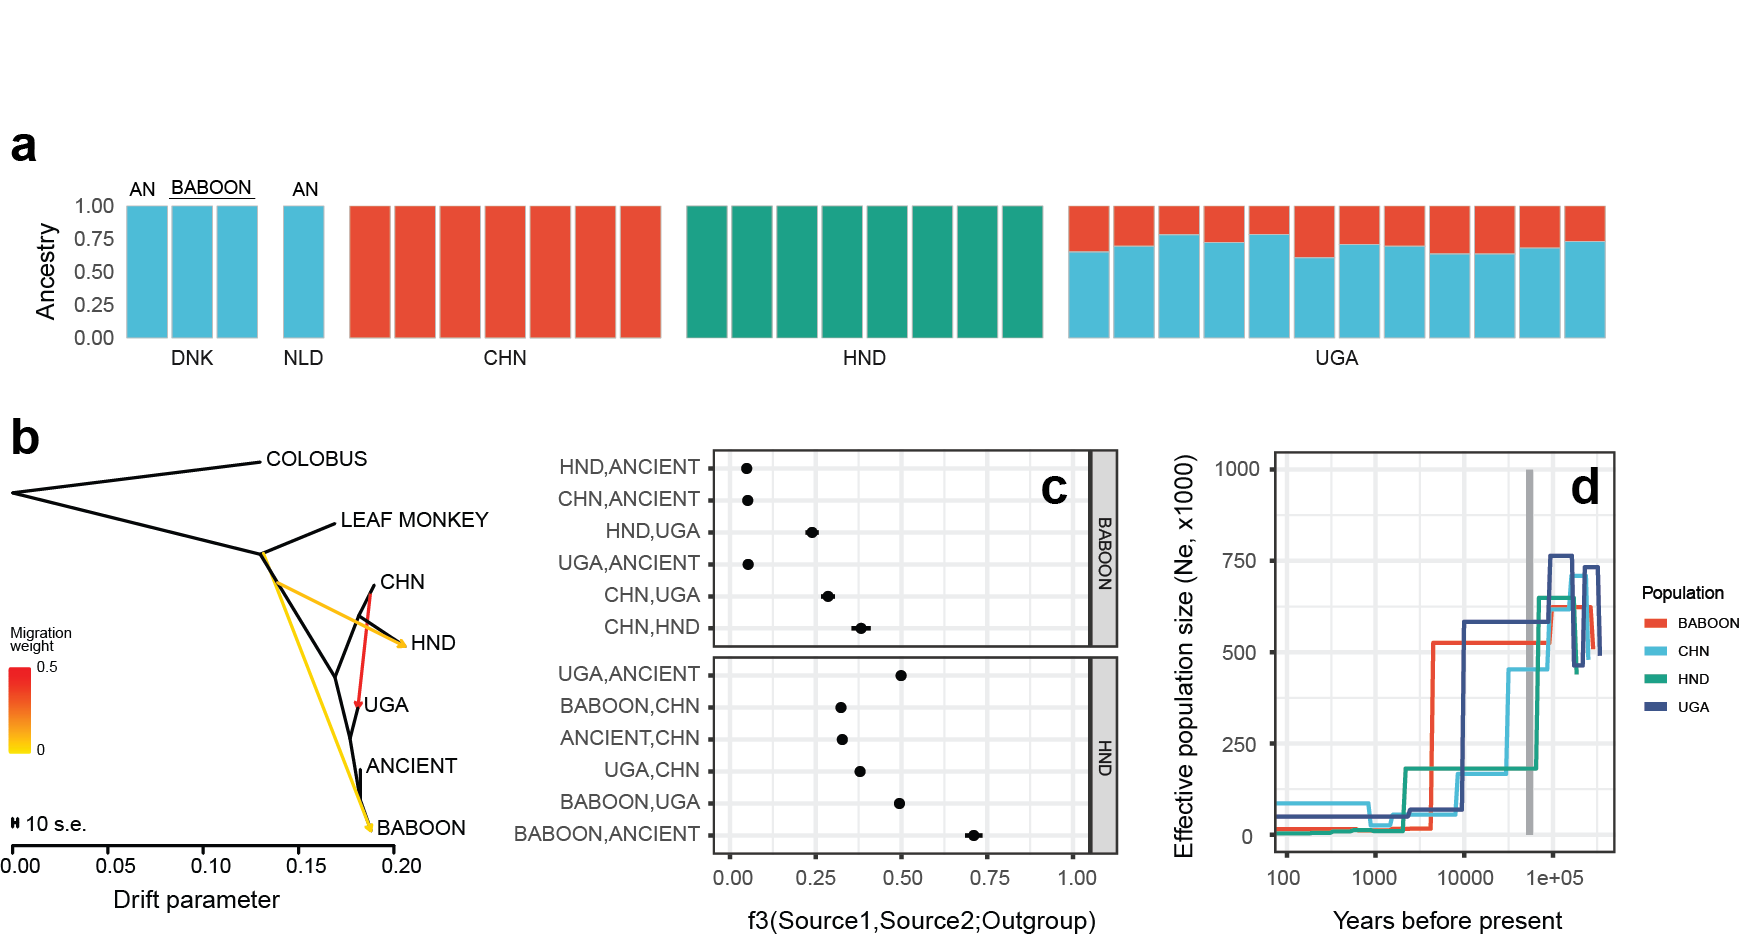 a
AN BABOON AN
1.00
0.75
0.50
0.25
0.00
Ancestry
DNK NLD CHN HND UGA
b
COLOBUS
LEAF MONKEY
CHN
HND
UGA
ANCIENT
BABOON
Migration
weight
0.5
0
10 s.e.
0.00 0.05 0.10 0.15 0.20
Drift parameter
c
HND,ANCIENT
CHN,ANCIENT
HND,UGA
UGA,ANCIENT
CHN,UGA
CHN,HND
BABOON
UGA,ANCIENT
BABOON,CHN
ANCIENT,CHN
UGA,CHN
BABOON,UGA
BABOON,ANCIENT
HND
0.00 0.25 0.50 0.75 1.00
f3(Source1,Source2;Outgroup)
d
Effective population size (Ne, x1000)
1000
750
500
250
0
100 1000 10000 1e+05
Years before present
Population
BABOON
CHN
HND
UGA